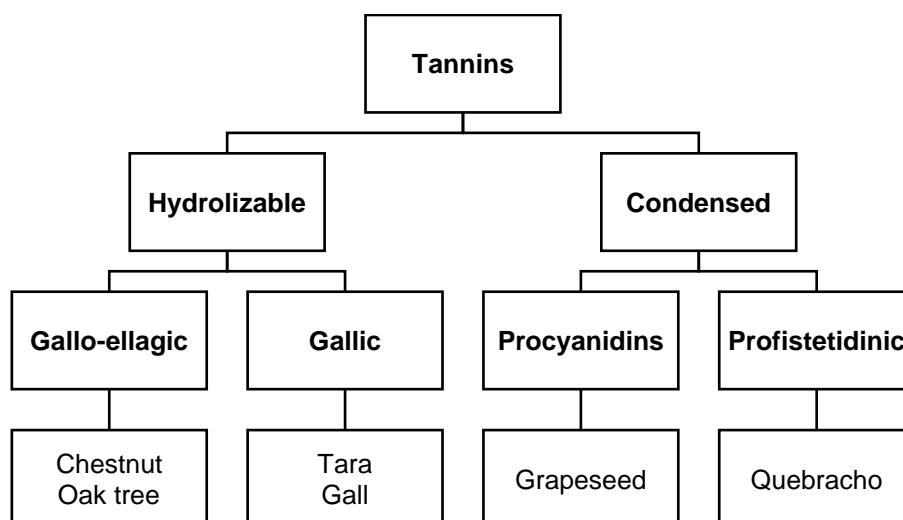 Tannins
Hydrolizable
Condensed
Gallo-ellagic
Gallic
Procyanidins
Profistetidinic
Chestnut
Oak tree
Tara
Gall
Grapeseed
Quebracho